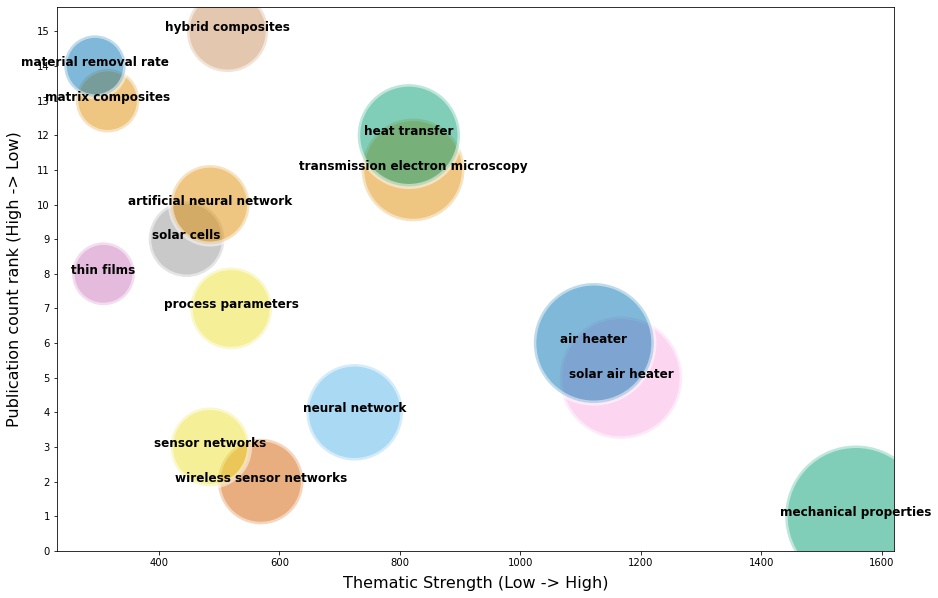 hybrid composites
15
material removal rate
14
matrix composites
13
heat transfer
12
transmission electron microscopy
11
artificial neural network
10
solar cells
9
thin films
8
process parameters
7
air heater
6
solar air heater
5
neural network
4
sensor networks
3
wireless sensor networks
2
mechanical properties
1
0
Publication count rank (High -> Low)
400 600 800 1000 1200 1400 1600
Thematic Strength (Low -> High)